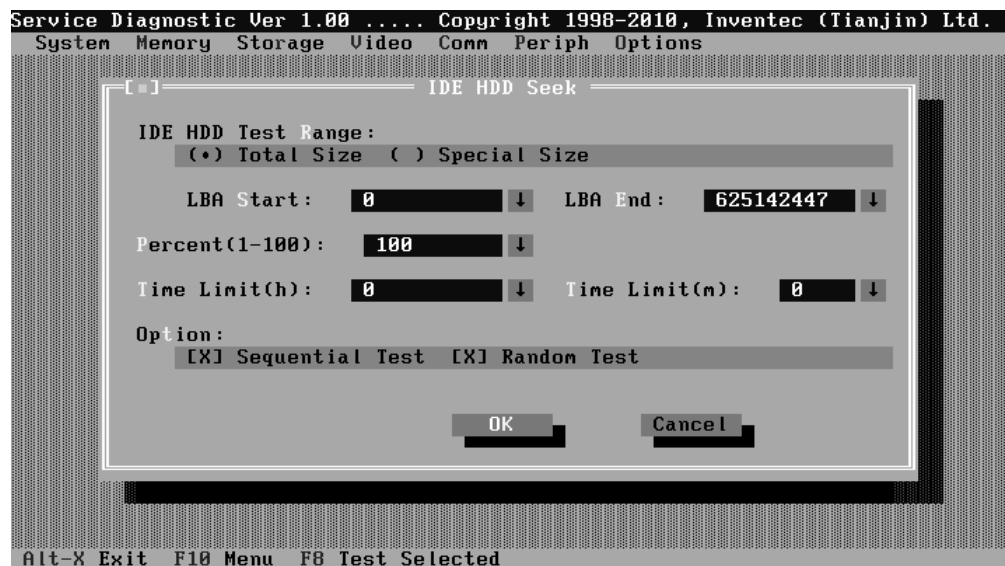 Service Diagnostic Ver 1.00 ..... Copyright 1998-2010, Inventec (Tianjin) Ltd.
System Memory Storage Video Comm Periph Options
[■] IDE HDD Seek
IDE HDD Test Range:
(•) Total Size ( ) Special Size
LBA Start: 0 ↓ LBA End: 625142447 ↓
Percent(1-100): 100 ↓
Time Limit(h): 0 ↓ Time Limit(m): 0 ↓
Option:
[X] Sequential Test [X] Random Test
OK Cancel
Alt-X Exit F10 Menu F8 Test Selected